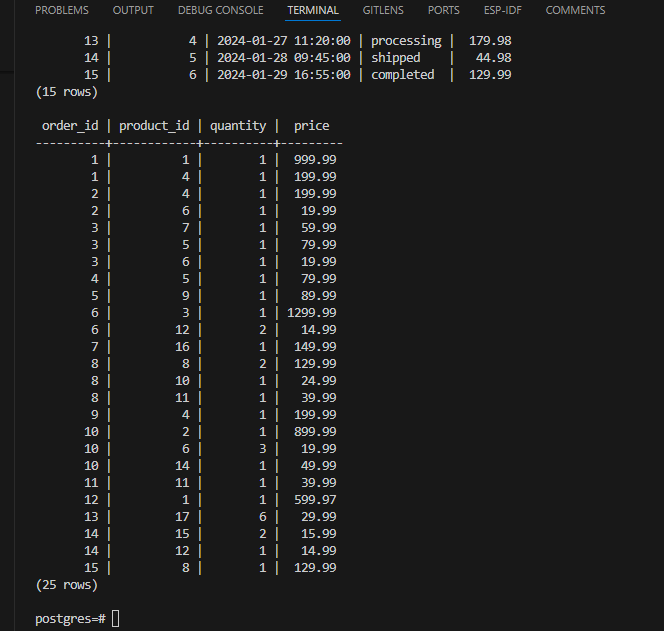 PROBLEMS OUTPUT DEBUG CONSOLE TERMINAL GITLENS PORTS ESP-IDF COMMENTS
13 | 4 | 2024-01-27 11:20:00 | processing | 179.98
14 | 5 | 2024-01-28 09:45:00 | shipped | 44.98
15 | 6 | 2024-01-29 16:55:00 | completed | 129.99
(15 rows)
order_id | product_id | quantity | price
----------+------------+----------+---------
1 | 1 | 1 | 999.99
1 | 4 | 1 | 199.99
2 | 4 | 1 | 199.99
2 | 6 | 1 | 19.99
3 | 7 | 1 | 59.99
3 | 5 | 1 | 79.99
3 | 6 | 1 | 19.99
4 | 5 | 1 | 79.99
5 | 9 | 1 | 89.99
6 | 3 | 1 | 1299.99
6 | 12 | 2 | 14.99
7 | 16 | 1 | 149.99
8 | 8 | 2 | 129.99
8 | 10 | 1 | 24.99
8 | 11 | 1 | 39.99
9 | 4 | 1 | 199.99
10 | 2 | 1 | 899.99
10 | 6 | 3 | 19.99
10 | 14 | 1 | 49.99
11 | 11 | 1 | 39.99
12 | 1 | 1 | 599.97
13 | 17 | 6 | 29.99
14 | 15 | 2 | 15.99
14 | 12 | 1 | 14.99
15 | 8 | 1 | 129.99
(25 rows)
postgres=#